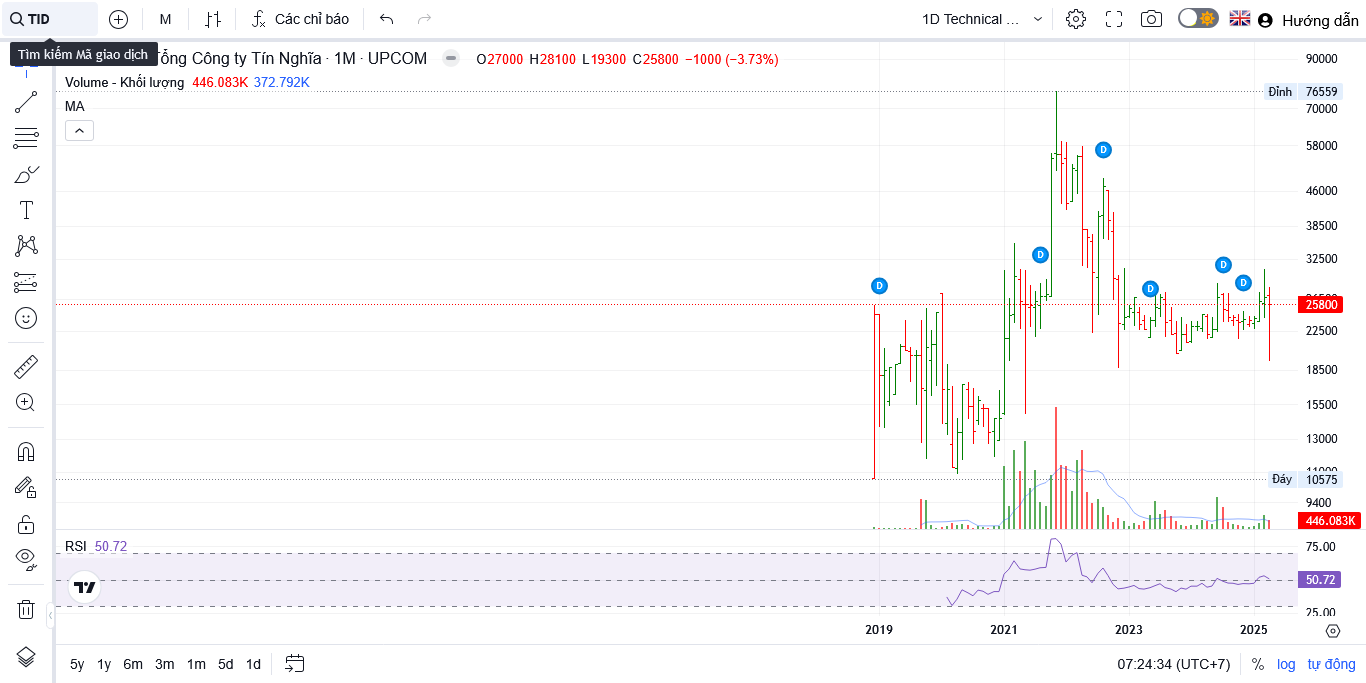 TID
M
Các chỉ báo
1D Technical ...
Hướng dẫn
Tìm kiếm Mã giao dịch
Tổng Công ty Tín Nghĩa · 1M · UPCOM
O27000 H28100 L19300 C25800 −1000 (−3.73%)
Volume - Khối lượng 446.083K 372.792K
MA
90000
Đỉnh 76559
70000
58000
46000
38500
32500
25800
22500
18500
15500
13000
Đáy 10575
9400
446.083K
D
D
D
D
D
D
RSI 50.72
75.00
50.72
25.00
2019 2021 2023 2025
5y 1y 6m 3m 1m 5d 1d
07:24:34 (UTC+7) % log tự động